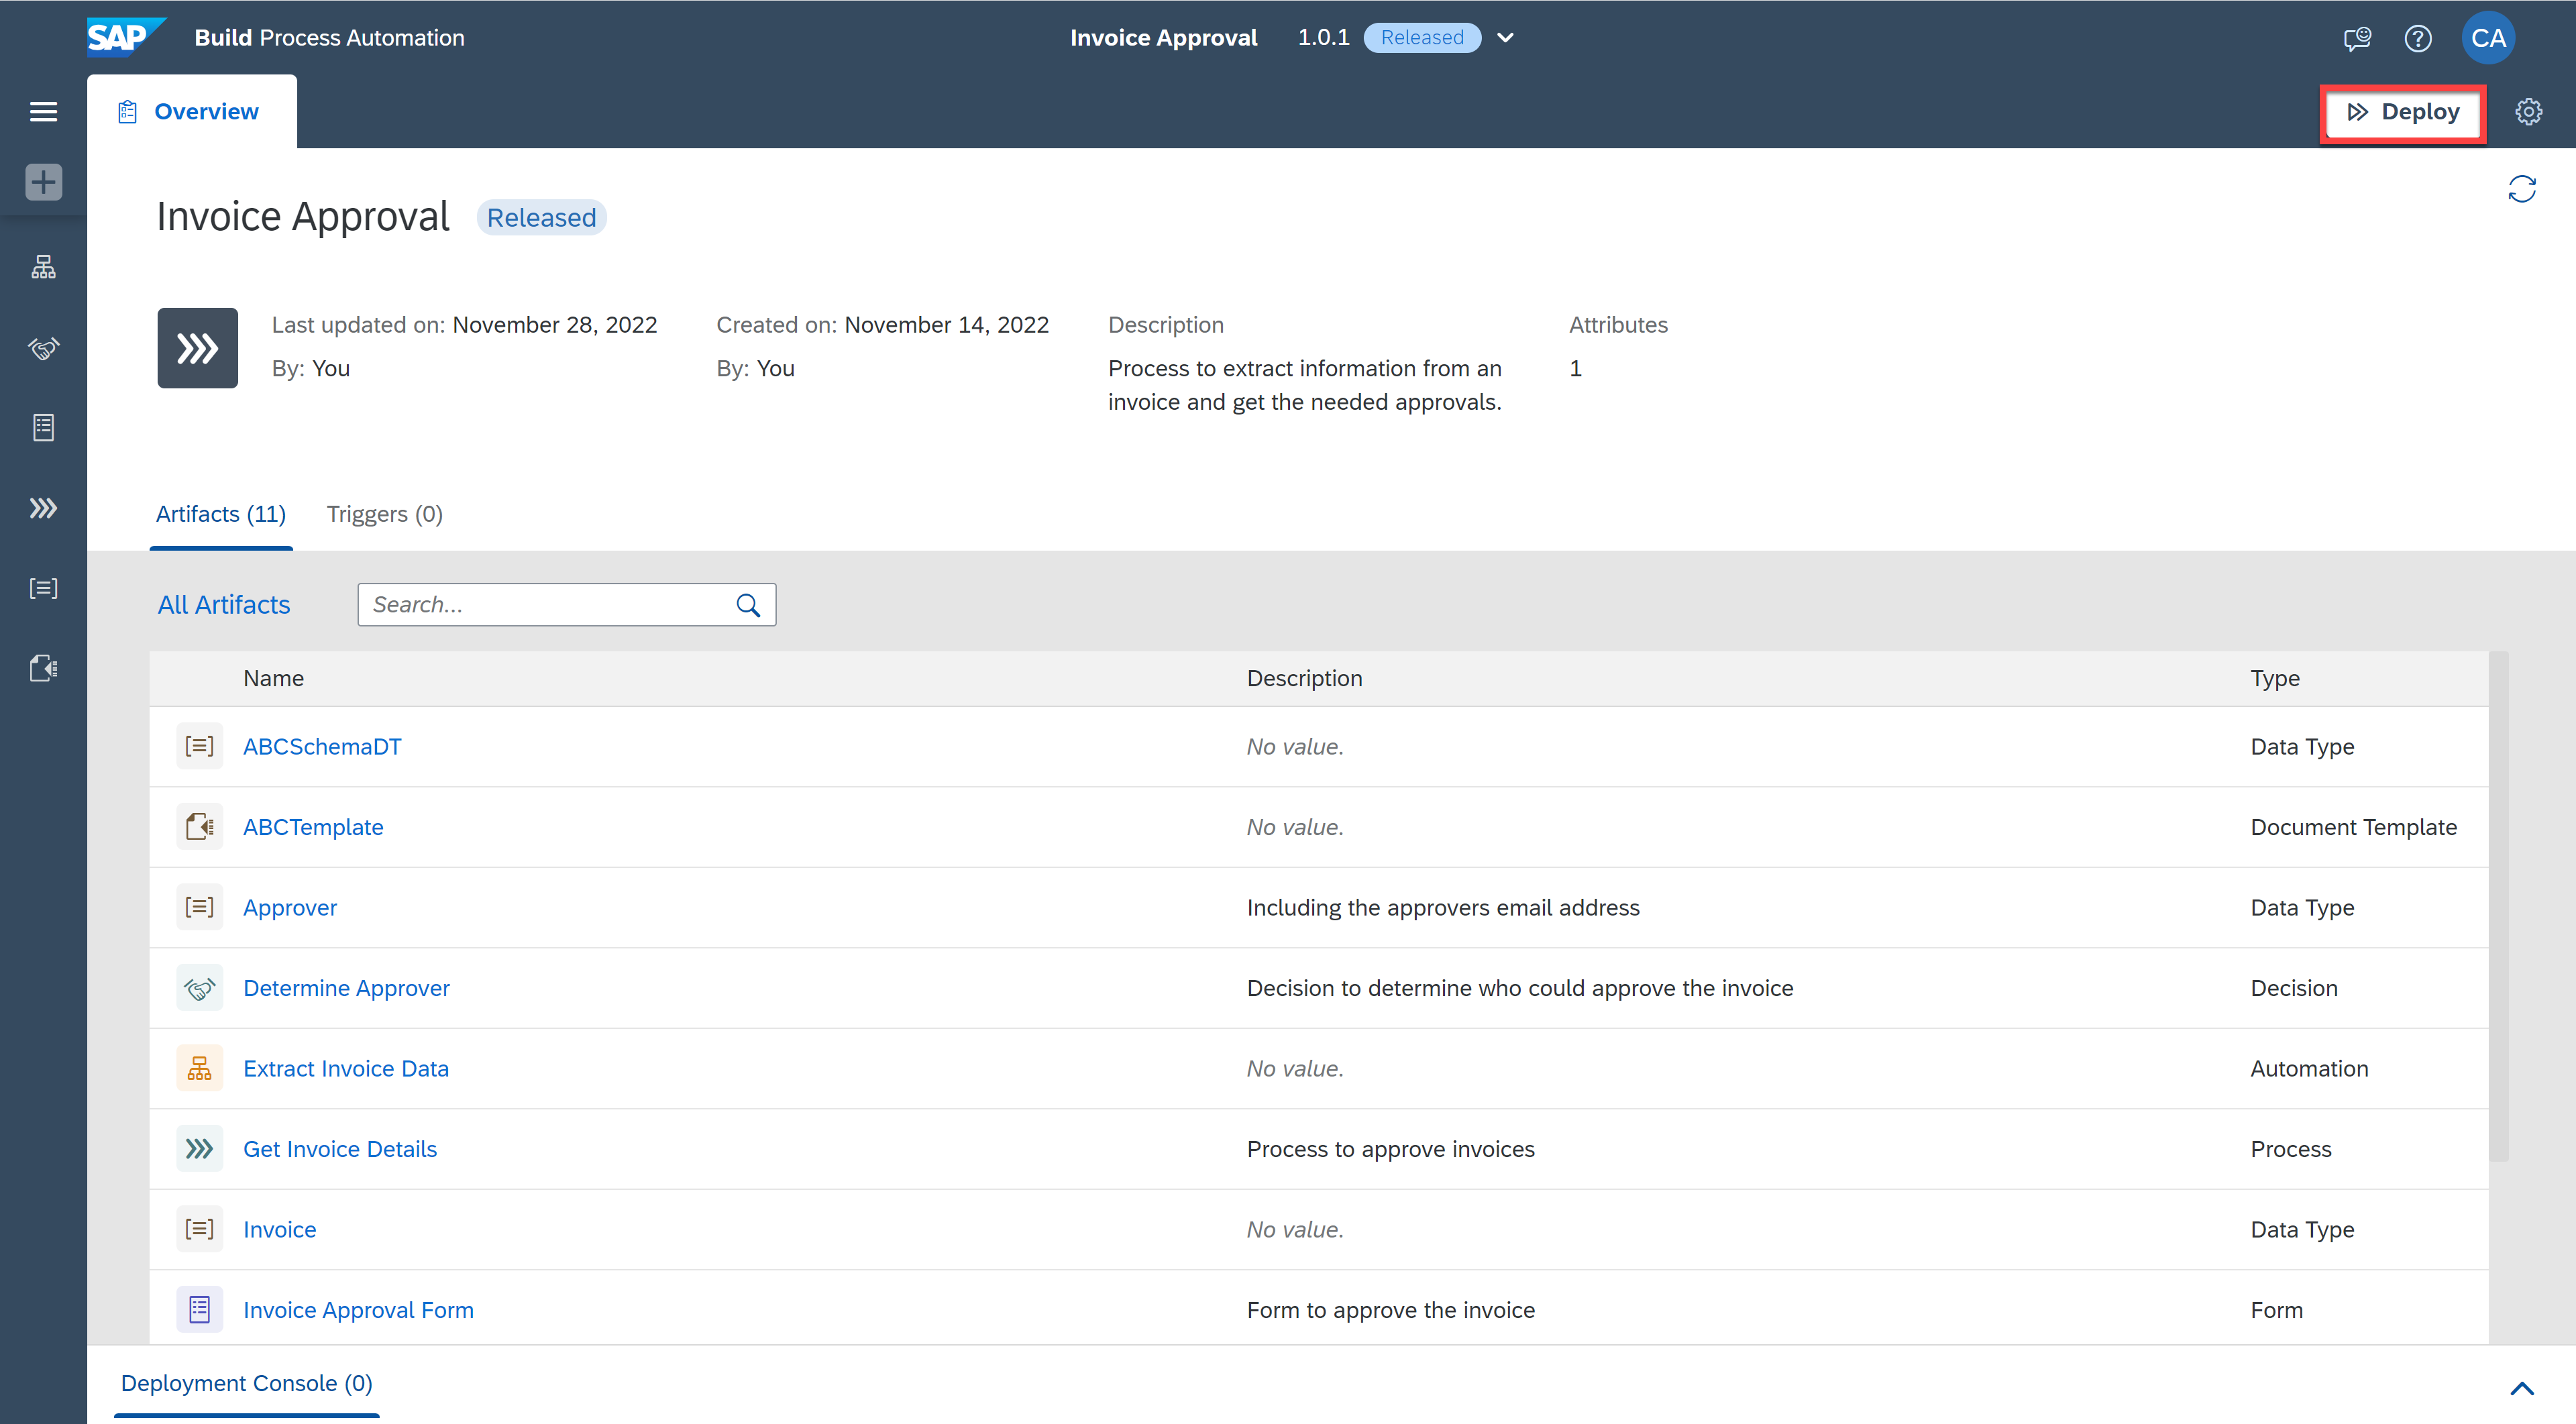 SAP Build Process Automation Invoice Approval 1.0.1 Released CA
Overview Deploy
Invoice Approval Released
Last updated on: November 28, 2022 Created on: November 14, 2022 Description Attributes
By: You By: You Process to extract information from an 1
invoice and get the needed approvals.
Artifacts (11) Triggers (0)
All Artifacts Search...
Name Description Type
ABCSchemaDT No value. Data Type
ABCTemplate No value. Document Template
Approver Including the approvers email address Data Type
Determine Approver Decision to determine who could approve the invoice Decision
Extract Invoice Data No value. Automation
Get Invoice Details Process to approve invoices Process
Invoice No value. Data Type
Invoice Approval Form Form to approve the invoice Form
Deployment Console (0)